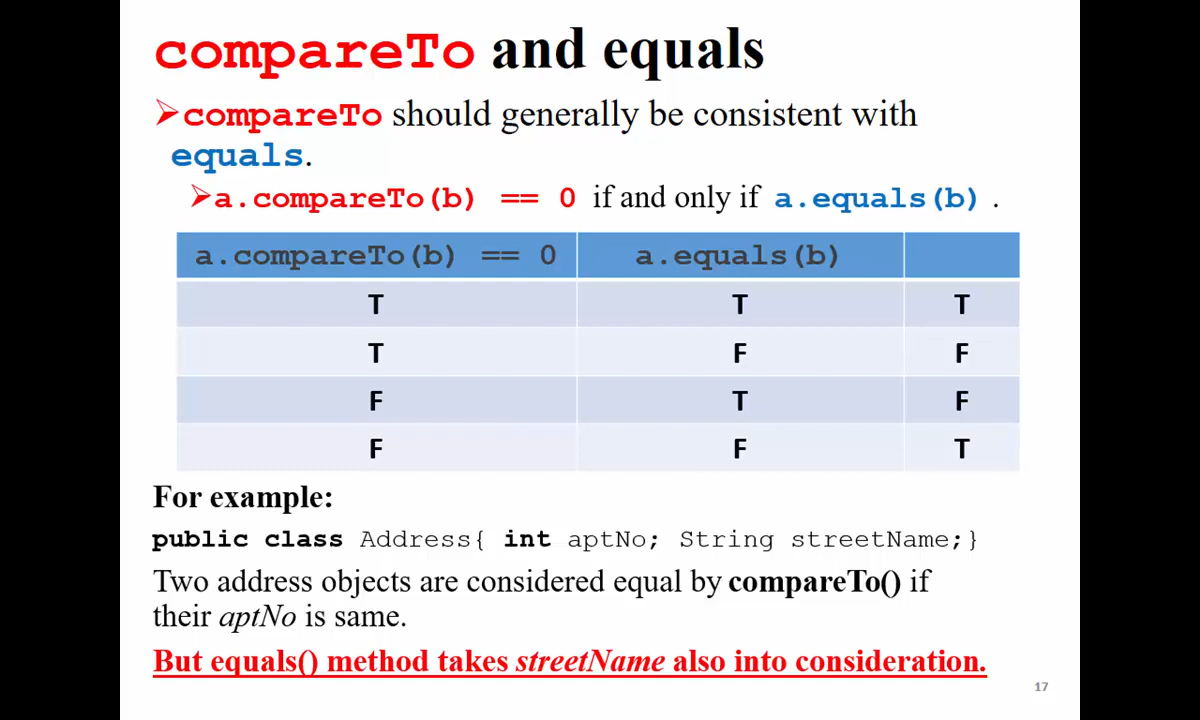 compareTo and equals
➢compareTo should generally be consistent with
equals.
➢a.compareTo(b) == 0 if and only if a.equals(b) .
a.compareTo(b) == 0 a.equals(b)
T T T
T F F
F T F
F F T
For example:
public class Address{ int aptNo; String streetName;}
Two address objects are considered equal by compareTo() if
their aptNo is same.
But equals() method takes streetName also into consideration.
17